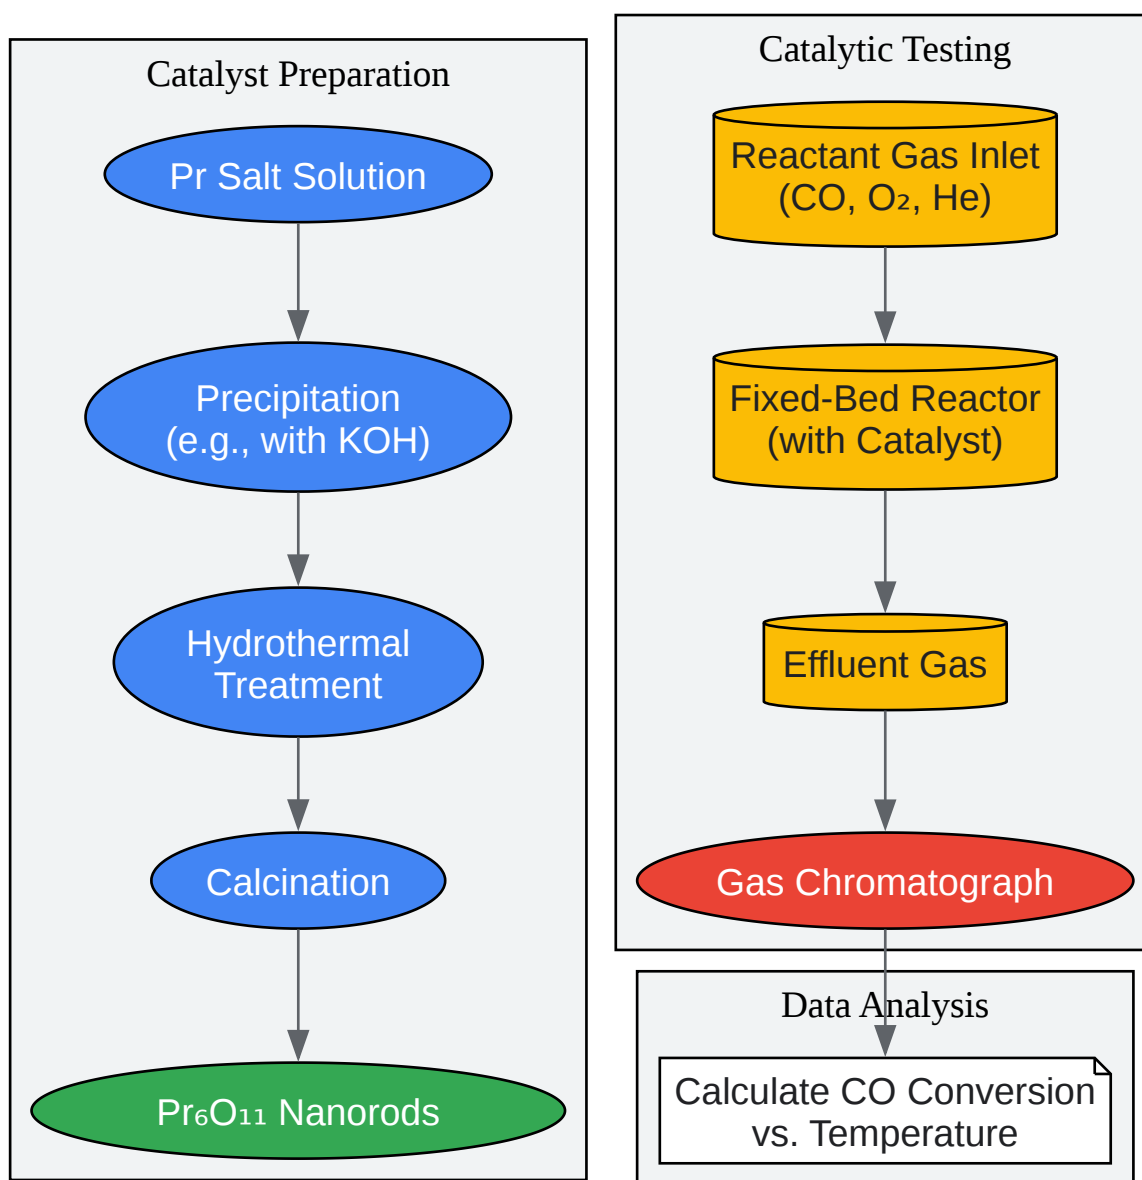 Catalyst Preparation
Pr Salt Solution
Precipitation
(e.g., with KOH)
Hydrothermal
Treatment
Calcination
Pr₆O₁₁ Nanorods
Catalytic Testing
Reactant Gas Inlet
(CO, O₂, He)
Fixed-Bed Reactor
(with Catalyst)
Effluent Gas
Gas Chromatograph
Data Analysis
Calculate CO Conversion
vs. Temperature